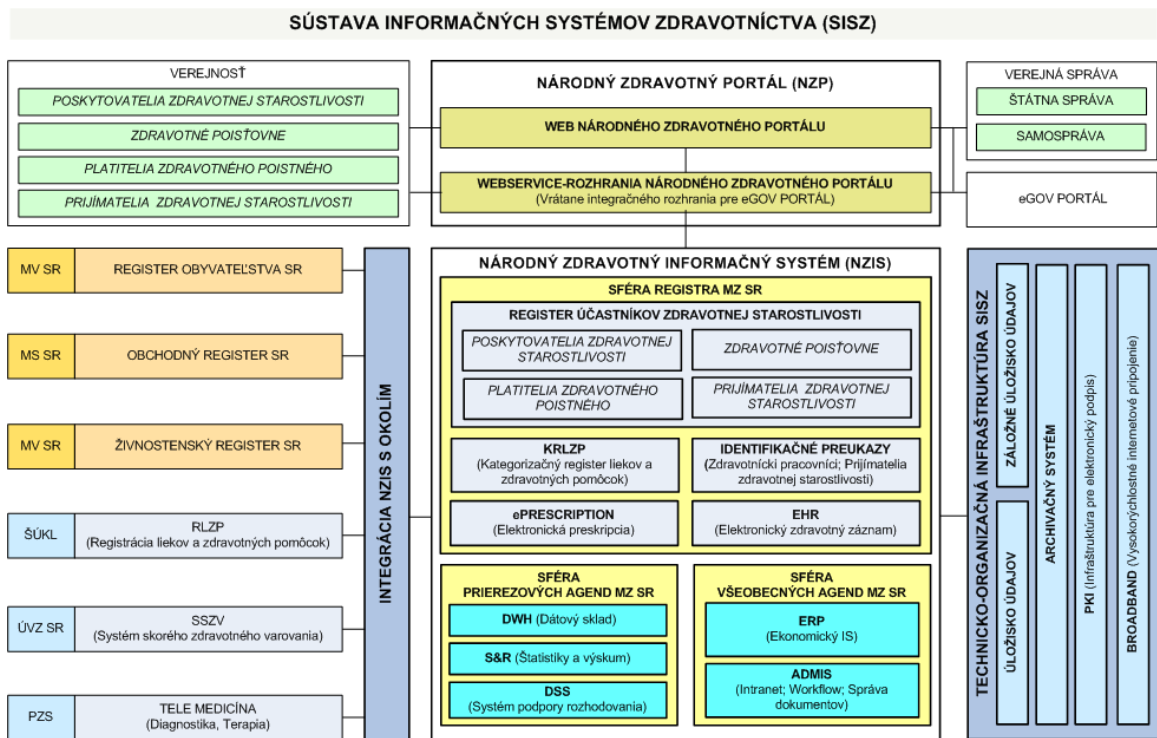 SÚSTAVA INFORMAČNÝCH SYSTÉMOV ZDRAVOTNÍCTVA (SISZ)
VEREJNOSŤ
POSKYTOVATELIA ZDRAVOTNEJ STAROSTLIVOSTI
ZDRAVOTNÉ POISŤOVNE
PLATITELIA ZDRAVOTNÉHO POISTNÉHO
PRIJÍMATELIA ZDRAVOTNEJ STAROSTLIVOSTI
NÁRODNÝ ZDRAVOTNÝ PORTÁL (NZP)
WEB NÁRODNÉHO ZDRAVOTNÉHO PORTÁLU
WEBSERVICE-ROZHRANIA NÁRODNÉHO ZDRAVOTNÉHO PORTÁLU
(Vrátane integračného rozhrania pre eGOV PORTÁL)
VEREJNÁ SPRÁVA
ŠTÁTNA SPRÁVA
SAMOSPRÁVA
eGOV PORTÁL
MV SR
REGISTER OBYVATEĽSTVA SR
MS SR
OBCHODNÝ REGISTER SR
MV SR
ŽIVNOSTENSKÝ REGISTER SR
ŠÚKL
RLZP
(Registrácia liekov a zdravotných pomôcok)
ÚVZ SR
SSZV
(Systém skorého zdravotného varovania)
PZS
TELE MEDICÍNA
(Diagnostika, Terapia)
INTEGRÁCIA NZIS S OKOLÍM
NÁRODNÝ ZDRAVOTNÝ INFORMAČNÝ SYSTÉM (NZIS)
SFÉRA REGISTRA MZ SR
REGISTER ÚČASTNÍKOV ZDRAVOTNEJ STAROSTLIVOSTI
POSKYTOVATELIA ZDRAVOTNEJ
STAROSTLIVOSTI
ZDRAVOTNÉ POISŤOVNE
PLATITELIA ZDRAVOTNÉHO
POISTNÉHO
PRIJÍMATELIA ZDRAVOTNEJ
STAROSTLIVOSTI
KRLZP
(Kategorizačný register liekov a
zdravotných pomôcok)
IDENTIFIKAČNÉ PREUKAZY
(Zdravotnícki pracovníci; Prijímatelia
zdravotnej starostlivosti)
ePRESCRIPTION
(Elektronická preskripcia)
EHR
(Elektronický zdravotný záznam)
SFÉRA
PRIEREZOVÝCH AGEND MZ SR
DWH (Dátový sklad)
S&R (Štatistiky a výskum)
DSS
(Systém podpory rozhodovania)
SFÉRA
VŠEOBECNÝCH AGEND MZ SR
ERP
(Ekonomický IS)
ADMIS
(Intranet; Workflow; Správa
dokumentov)
TECHNICKO-ORGANIZAČNÁ INFRAŠTRUKTÚRA SISZ
ZÁLOŽNÉ ÚLOŽISKO ÚDAJOV
ÚLOŽISKO ÚDAJOV
ARCHIVAČNÝ SYSTÉM
PKI (Infraštruktúra pre elektronický podpis)
BROADBAND (Vysokorýchlostné internetové pripojenie)